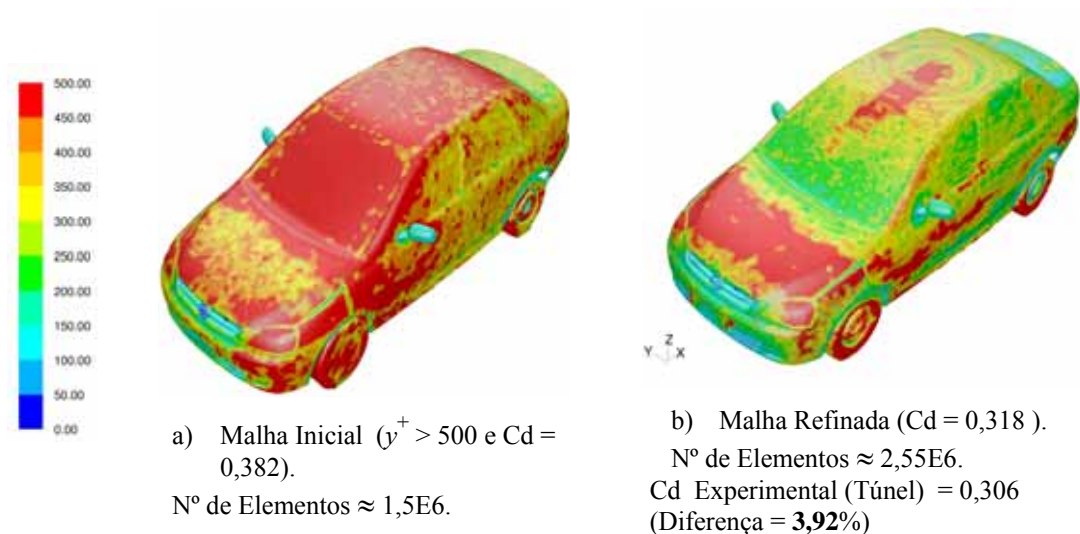 500.00
450.00
400.00
350.00
300.00
250.00
200.00
150.00
100.00
50.00
0.00
a) Malha Inicial (y+ > 500 e Cd =
0,382).
Nº de Elementos ≈ 1,5E6.
Z
Y X
b) Malha Refinada (Cd = 0,318 ).
Nº de Elementos ≈ 2,55E6.
Cd Experimental (Túnel) = 0,306
(Diferença = 3,92%)